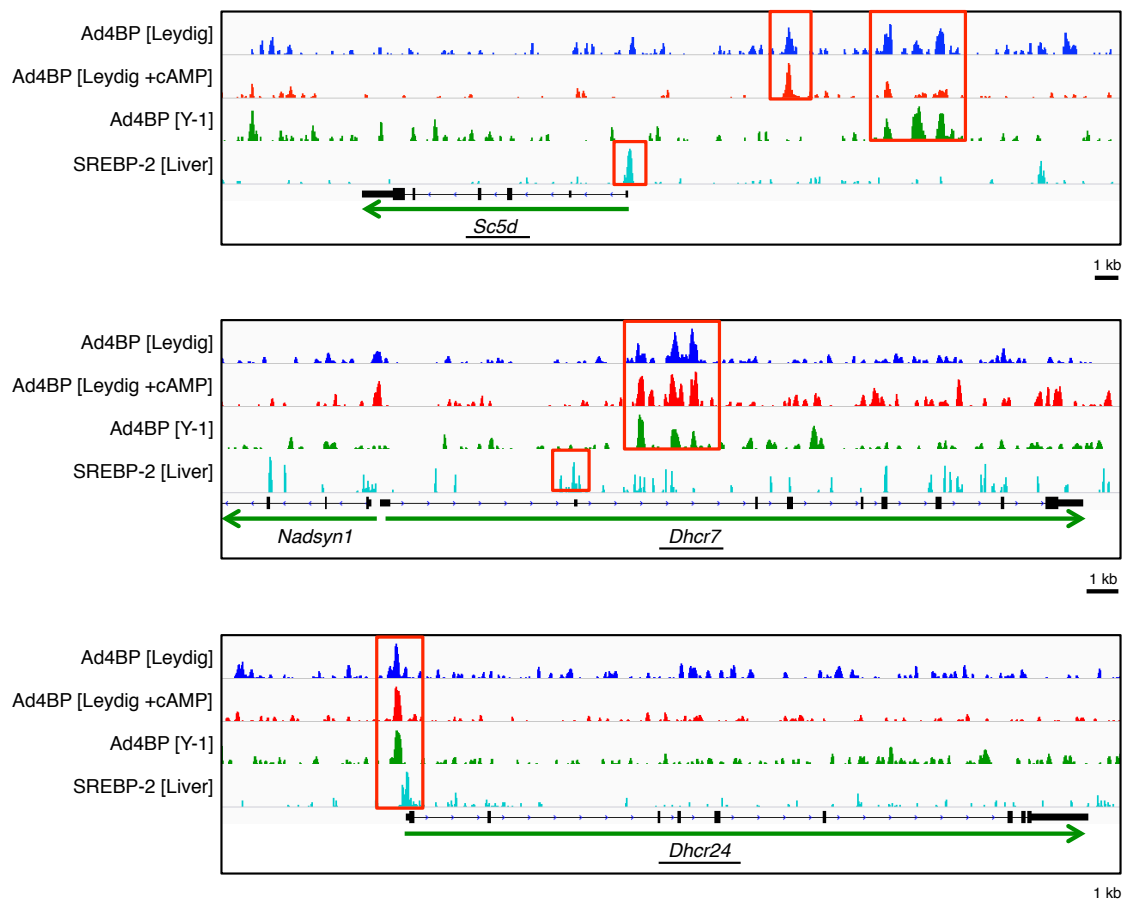 Ad4BP [Leydig]
Ad4BP [Leydig +cAMP]
Ad4BP [Y-1]
SREBP-2 [Liver]
Sc5d
1 kb
Ad4BP [Leydig]
Ad4BP [Leydig +cAMP]
Ad4BP [Y-1]
SREBP-2 [Liver]
Nadsyn1
Dhcr7
1 kb
Ad4BP [Leydig]
Ad4BP [Leydig +cAMP]
Ad4BP [Y-1]
SREBP-2 [Liver]
Dhcr24
1 kb